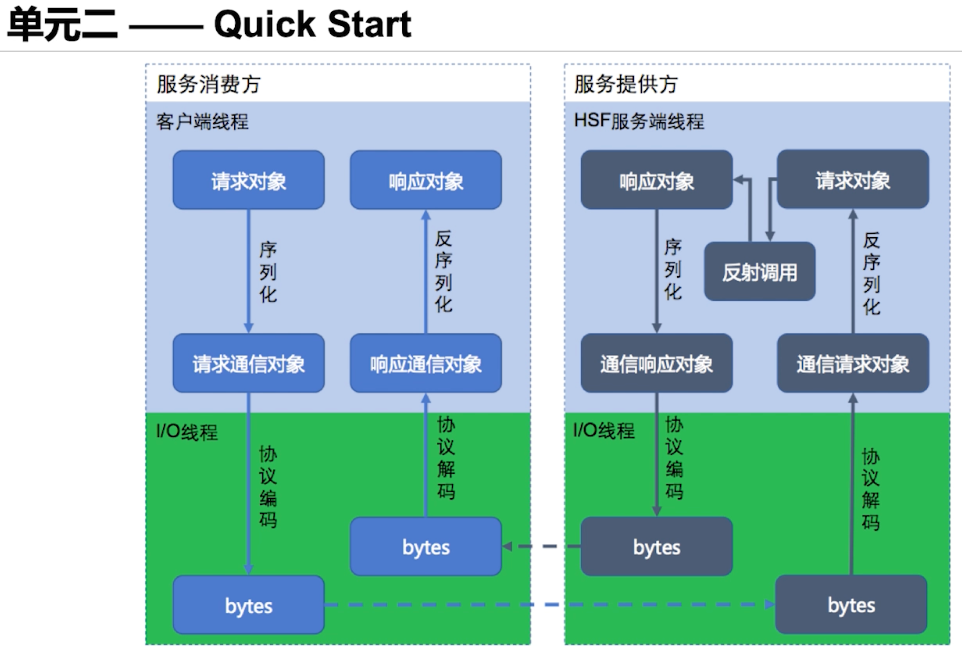 单元二 —— Quick Start
服务消费方
客户端线程
请求对象
响应对象
序列化
反序列化
请求通信对象
响应通信对象
I/O线程
协议编码
协议解码
bytes
bytes
服务提供方
HSF服务端线程
响应对象
请求对象
反射调用
序列化
反序列化
通信响应对象
通信请求对象
I/O线程
协议编码
协议解码
bytes
bytes